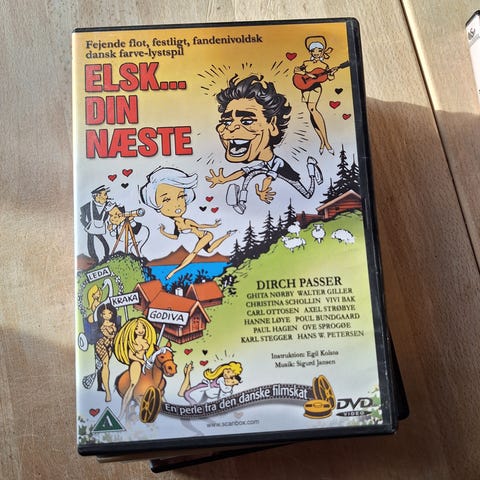 Fejende flot, festligt, fandenivoldsk
dansk farve-lystspil
ELSK...
DIN
NÆSTE
LEDA
KRAKA
GODIVA
DIRCH PASSER
GHITA NØRBY WALTER GILLER
CHRISTINA SCHOLLIN VIVI BAK
CARL OTTOSEN AXEL STRØBYE
HANNE LØYE POUL BUNDGAARD
PAUL HAGEN OVE SPROGØE
KARL STEGGER HANS W. PETERSEN
Instruktion: Egil Kolstø
Musik: Sigurd Jansen
En perle fra den danske filmskat
A
www.scanbox.com
DVD
VIDEO